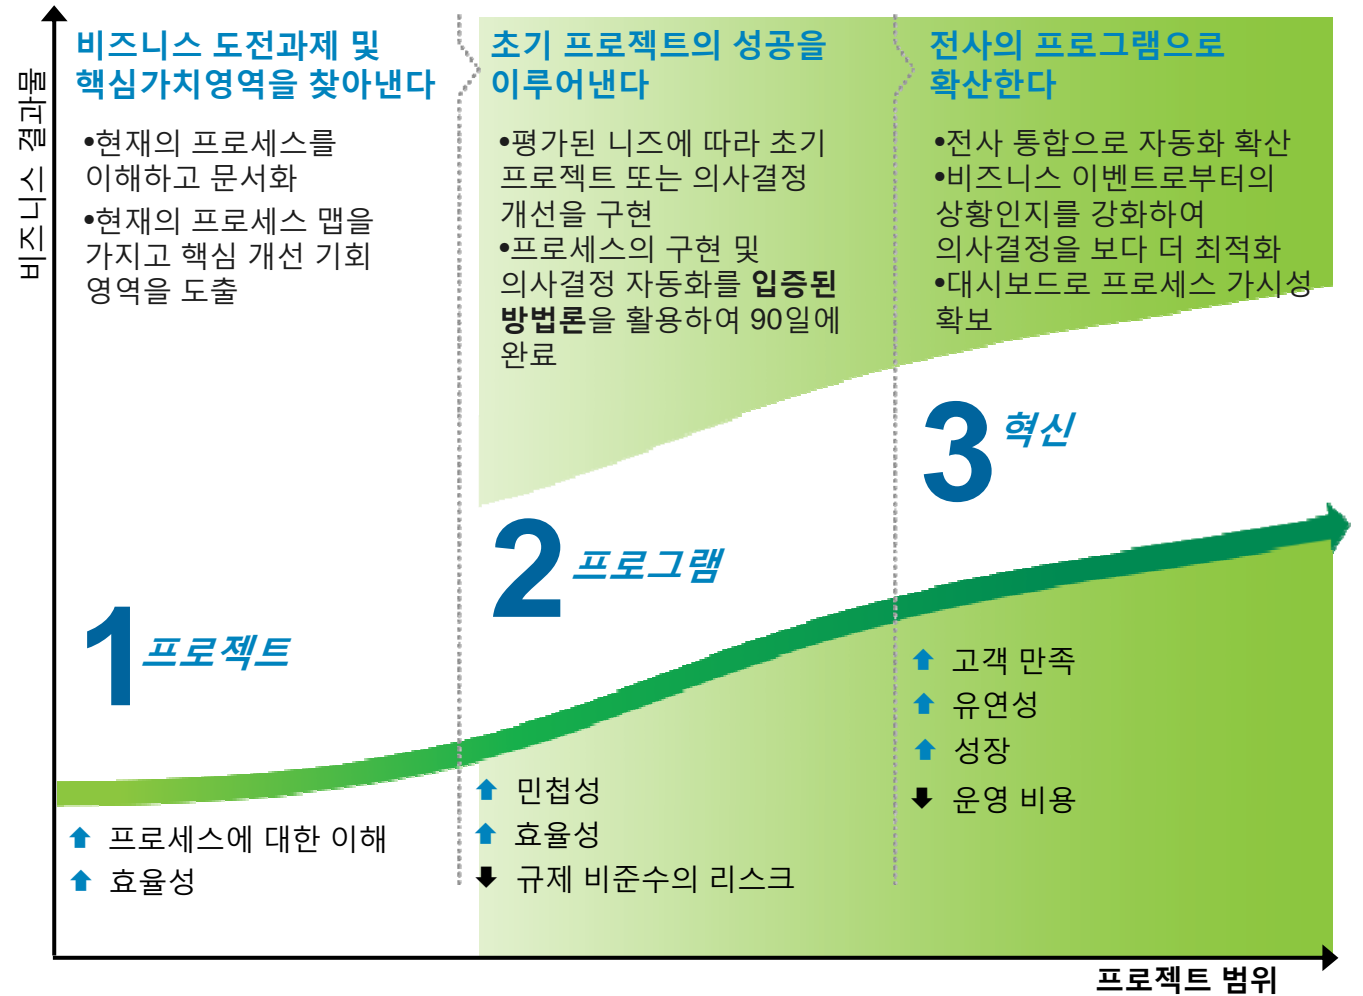 비즈니스 결과물
비즈니스 도전과제 및
핵심가치영역을 찾아낸다
•현재의 프로세스를
이해하고 문서화
•현재의 프로세스 맵을
가지고 핵심 개선 기회
영역을 도출
1 프로젝트
프로세스에 대한 이해
효율성
초기 프로젝트의 성공을
이루어낸다
•평가된 니즈에 따라 초기
프로젝트 또는 의사결정
개선을 구현
•프로세스의 구현 및
의사결정 자동화를 입증된
방법론을 활용하여 90일에
완료
2 프로그램
민첩성
효율성
규제 비준수의 리스크
전사의 프로그램으로
확산한다
•전사 통합으로 자동화 확산
•비즈니스 이벤트로부터의
상황인지를 강화하여
의사결정을 보다 더 최적화
•대시보드로 프로세스 가시성
확보
3 혁신
고객 만족
유연성
성장
운영 비용
프로젝트 범위